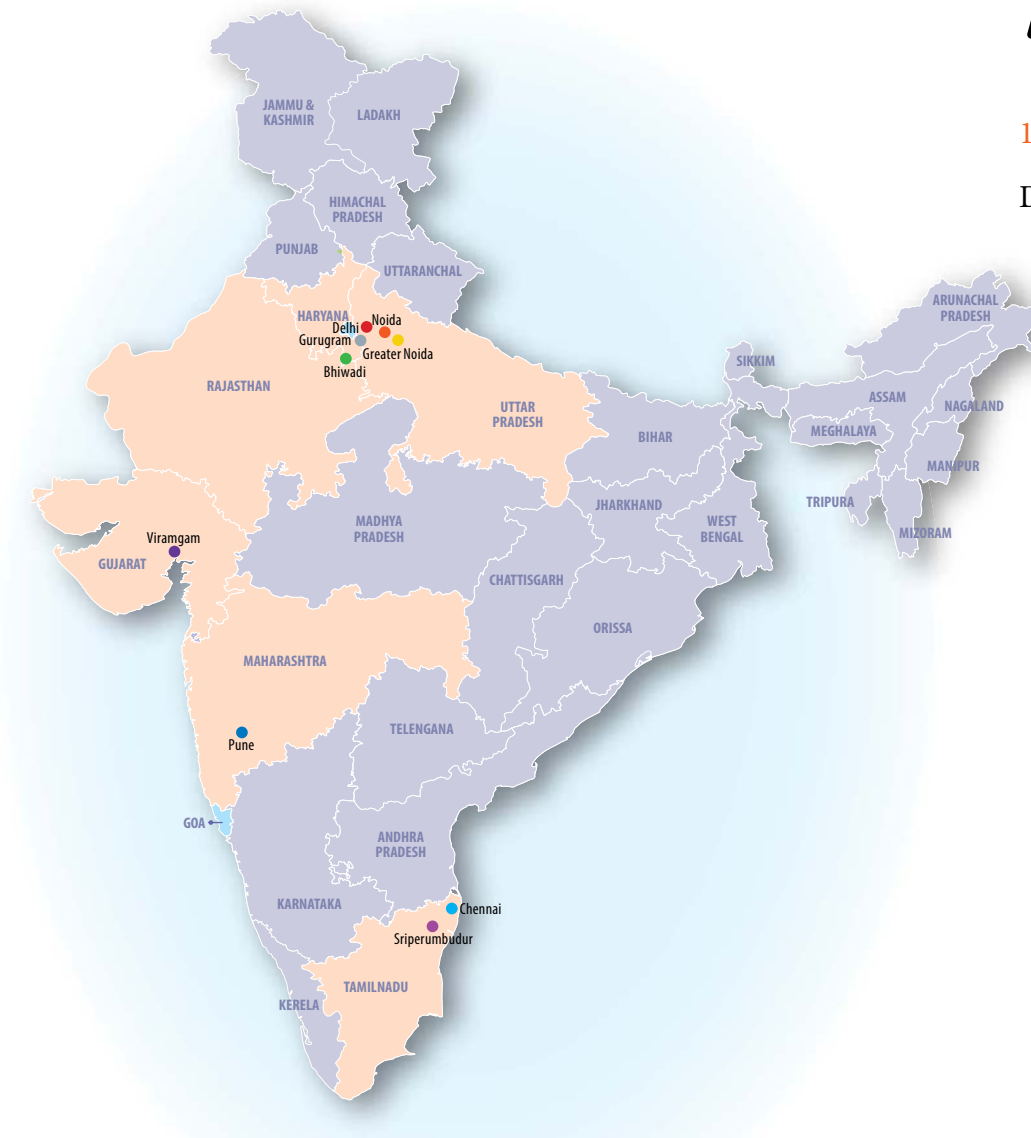 1
D
JAMMU &
KASHMIR
LADAKH
HIMACHAL
PRADESH
PUNJAB
UTTARANCHAL
ARUNACHAL
PRADESH
HARYANA
Delhi
Noida
Gurugram
Greater Noida
Bhiwadi
SIKKIM
RAJASTHAN
ASSAM
NAGALAND
UTTAR
PRADESH
MEGHALAYA
BIHAR
MANIPUR
JHARKHAND
TRIPURA
MADHYA
PRADESH
WEST
BENGAL
MIZORAM
Viramgam
GUJARAT
CHATTISGARH
ORISSA
MAHARASHTRA
TELENGANA
Pune
GOA
ANDHRA
PRADESH
KARNATAKA
Chennai
Sriperumbudur
TAMILNADU
KERELA